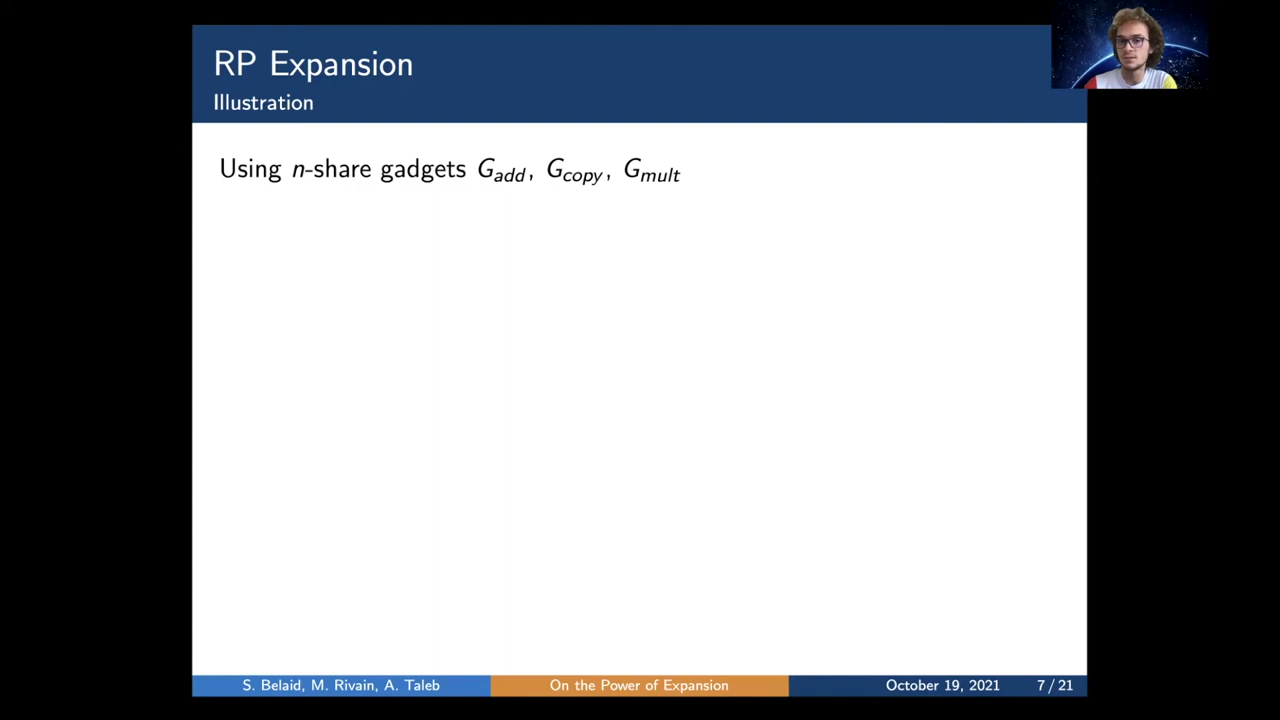 RP Expansion
Illustration
Using n-share gadgets G_add, G_copy, G_mult
S. Belaid, M. Rivain, A. Taleb
On the Power of Expansion
October 19, 2021
7 / 21